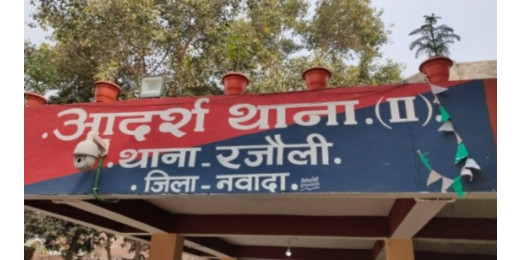 .आदर्श थाना.(II).
.थाना - रजौली.
. जिला - नवादा.